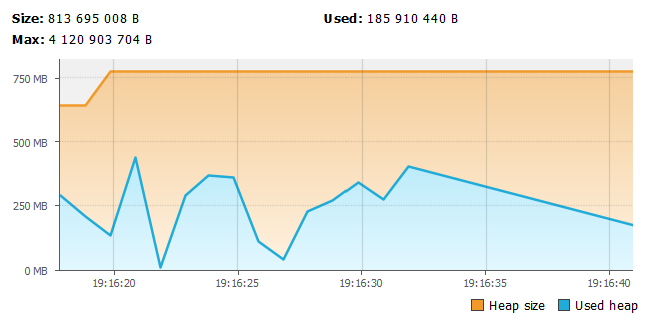 Size: 813 695 008 B Used: 185 910 440 B
Max: 4 120 903 704 B
750 MB
500 MB
250 MB
0 MB
19:16:20 19:16:25 19:16:30 19:16:35 19:16:40
Heap size Used heap